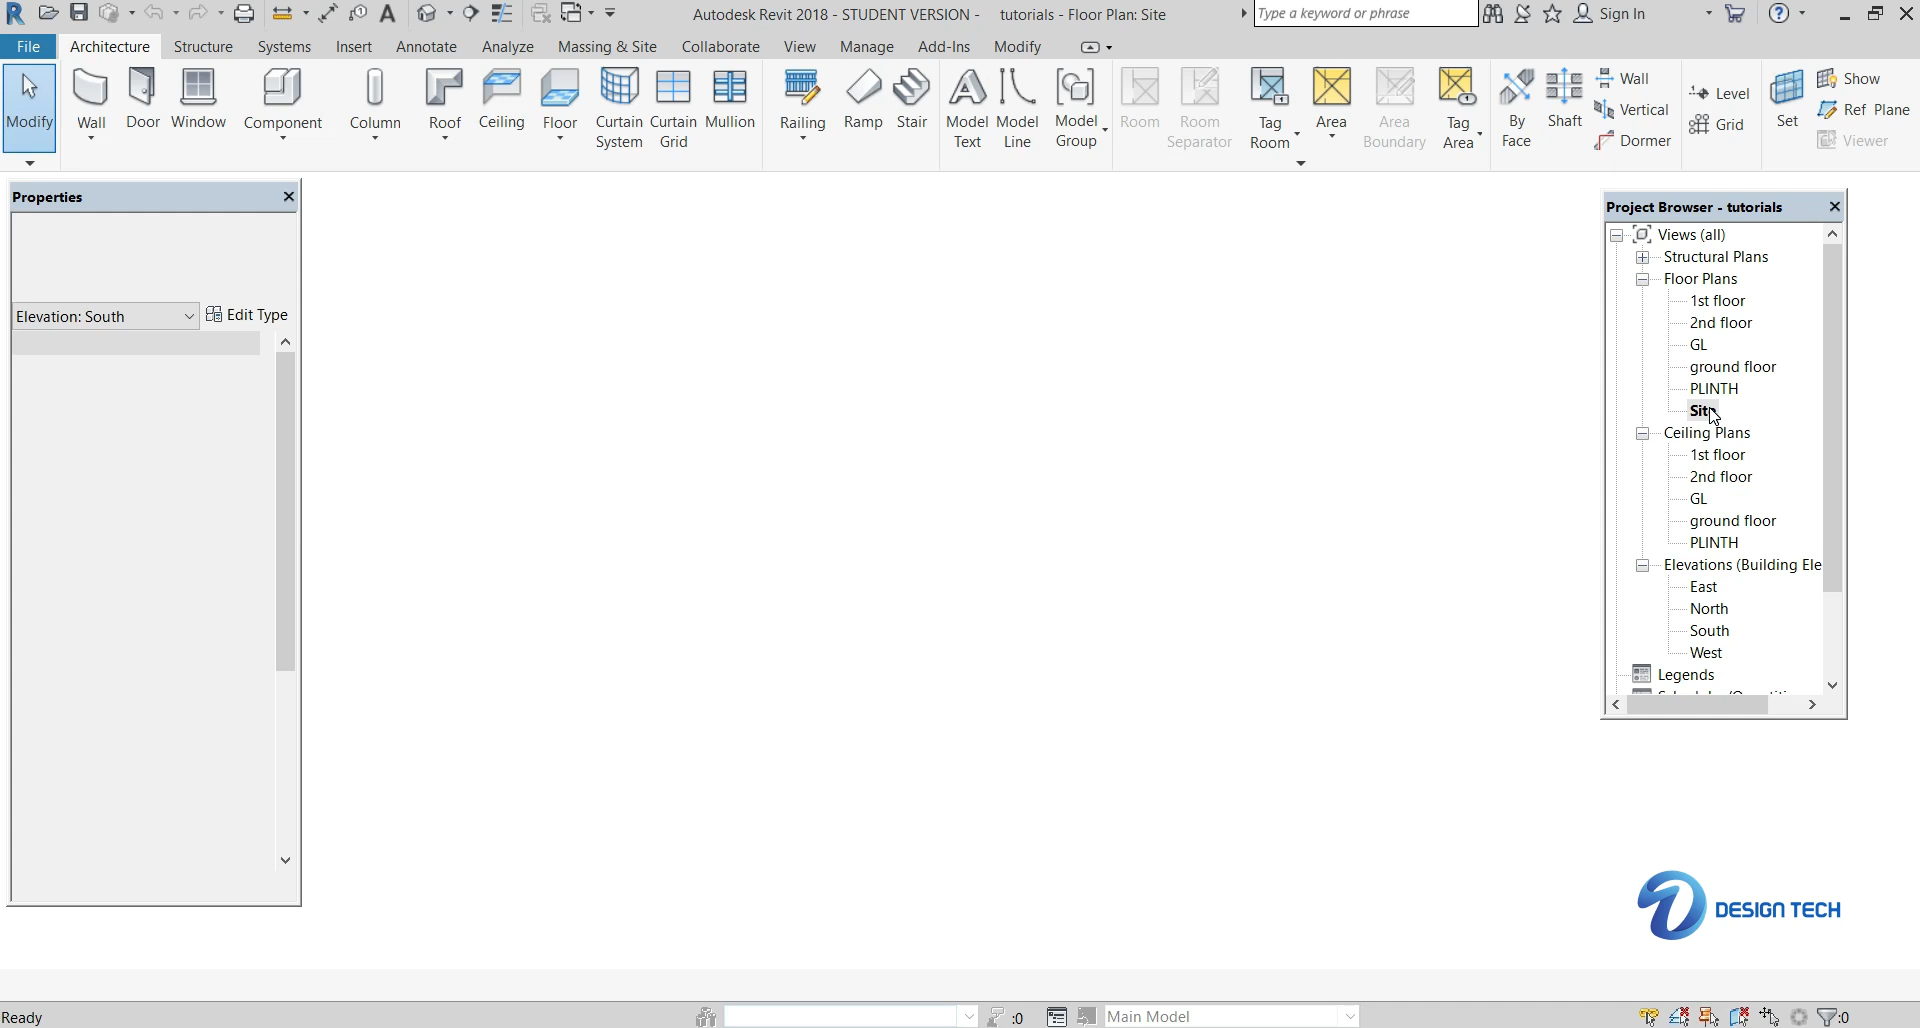 Autodesk Revit 2018 - STUDENT VERSION - tutorials - Floor Plan: Site
Type a keyword or phrase
Sign In
File Architecture Structure Systems Insert Annotate Analyze Massing & Site Collaborate View Manage Add-Ins Modify
Modify
Wall
Door
Window
Component
Column
Roof
Ceiling
Floor
Curtain
System
Curtain
Grid
Mullion
Railing
Ramp
Stair
Model
Text
Model
Line
Model
Group
Room
Room
Separator
Tag
Room
Area
Area
Boundary
Tag
Area
By
Face
Shaft
Wall
Vertical
Dormer
Level
Grid
Set
Show
Ref Plane
Viewer
Properties
Elevation: South
Edit Type
Project Browser - tutorials
Views (all)
Structural Plans
Floor Plans
1st floor
2nd floor
GL
ground floor
PLINTH
Site
Ceiling Plans
1st floor
2nd floor
GL
ground floor
PLINTH
Elevations (Building Ele
East
North
South
West
Legends
DESIGN TECH
Ready
:0
Main Model
:0